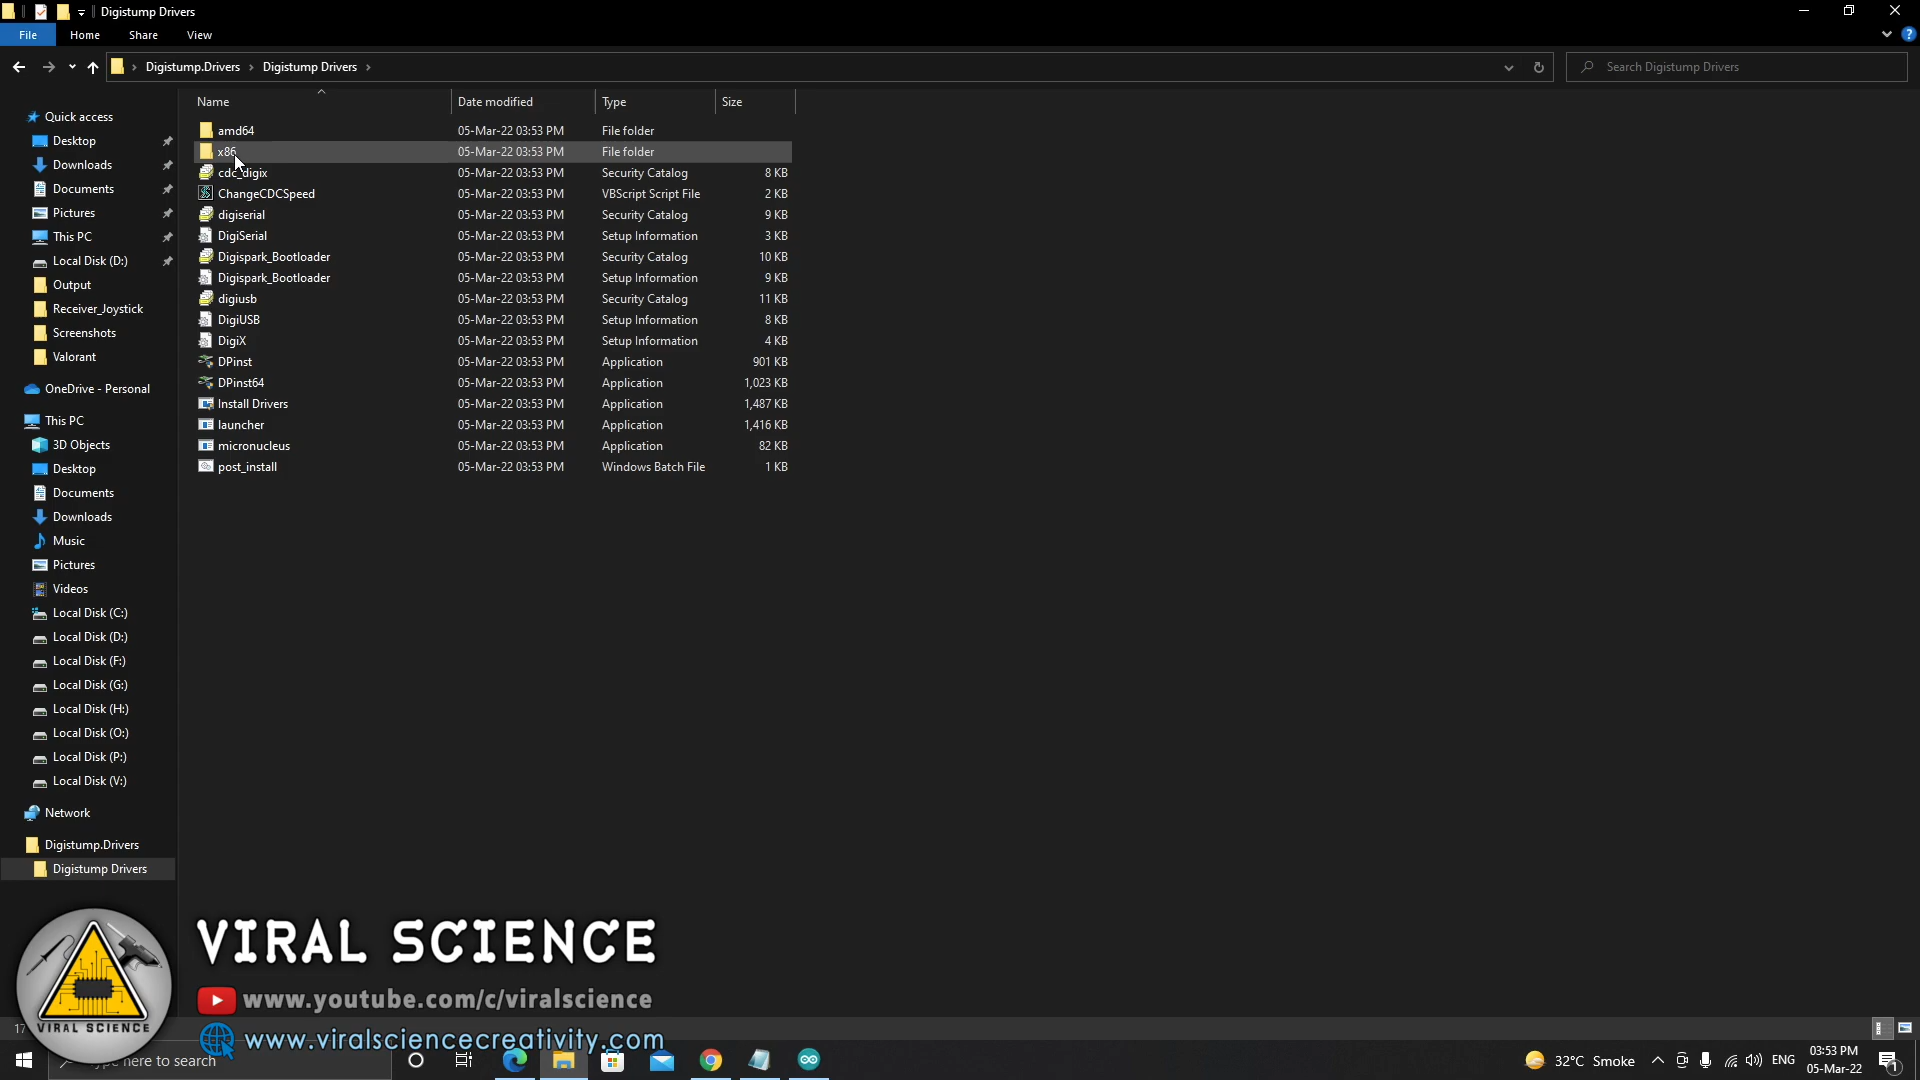 Digistump Drivers
File Home Share View
Digistump.Drivers Digistump Drivers
Search Digistump Drivers
Name Date modified Type Size
amd64 05-Mar-22 03:53 PM File folder
x86 05-Mar-22 03:53 PM File folder
cdc_digix 05-Mar-22 03:53 PM Security Catalog 8 KB
ChangeCDCSpeed 05-Mar-22 03:53 PM VBScript Script File 2 KB
digiserial 05-Mar-22 03:53 PM Security Catalog 9 KB
DigiSerial 05-Mar-22 03:53 PM Setup Information 3 KB
Digispark_Bootloader 05-Mar-22 03:53 PM Security Catalog 10 KB
Digispark_Bootloader 05-Mar-22 03:53 PM Setup Information 9 KB
digiusb 05-Mar-22 03:53 PM Security Catalog 11 KB
DigiUSB 05-Mar-22 03:53 PM Setup Information 8 KB
DigiX 05-Mar-22 03:53 PM Setup Information 4 KB
DPinst 05-Mar-22 03:53 PM Application 901 KB
DPinst64 05-Mar-22 03:53 PM Application 1,023 KB
Install Drivers 05-Mar-22 03:53 PM Application 1,487 KB
launcher 05-Mar-22 03:53 PM Application 1,416 KB
micronucleus 05-Mar-22 03:53 PM Application 82 KB
post_install 05-Mar-22 03:53 PM Windows Batch File 1 KB
Quick access
Desktop
Downloads
Documents
Pictures
This PC
Local Disk (D:)
Output
Receiver_Joystick
Screenshots
Valorant
OneDrive - Personal
This PC
3D Objects
Desktop
Documents
Downloads
Music
Pictures
Videos
Local Disk (C:)
Local Disk (D:)
Local Disk (F:)
Local Disk (G:)
Local Disk (H:)
Local Disk (O:)
Local Disk (P:)
Local Disk (V:)
Network
Digistump.Drivers
Digistump Drivers
VIRAL SCIENCE
VIRAL SCIENCE
www.youtube.com/c/viralscience
www.viralsciencecreativity.com
17
here to search
32°C Smoke
ENG
03:53 PM
05-Mar-22
1